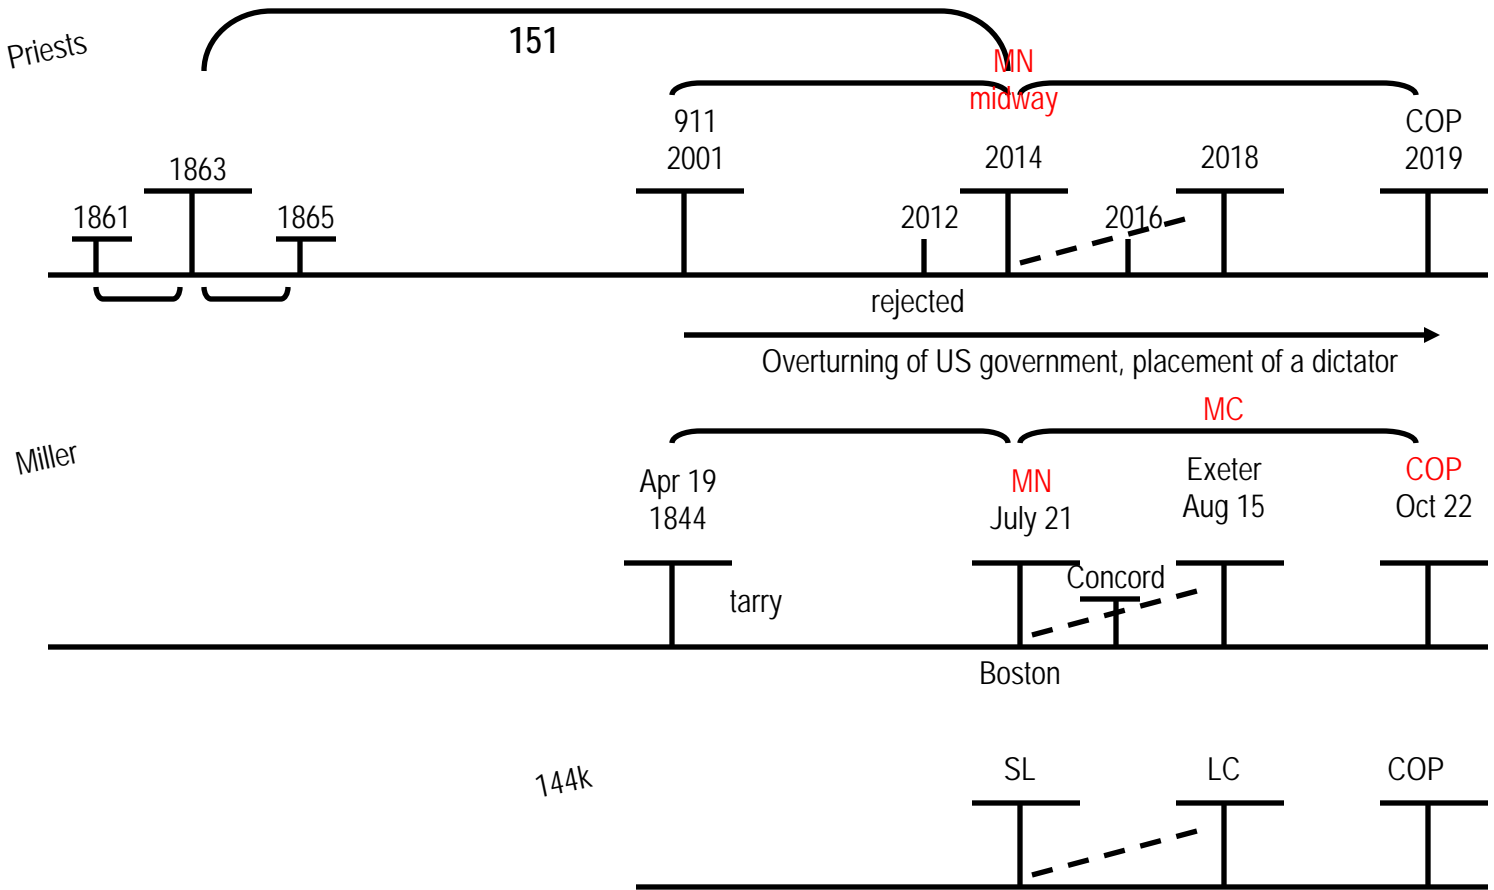 Priests
151
MN
midway
911
2001
COP
2019
1863
2014
2018
1861
1865
2012
2016
rejected
Overturning of US government, placement of a dictator
MC
Miller
Apr 19
1844
MN
July 21
Exeter
Aug 15
COP
Oct 22
Concord
tarry
Boston
144k
SL
LC
COP